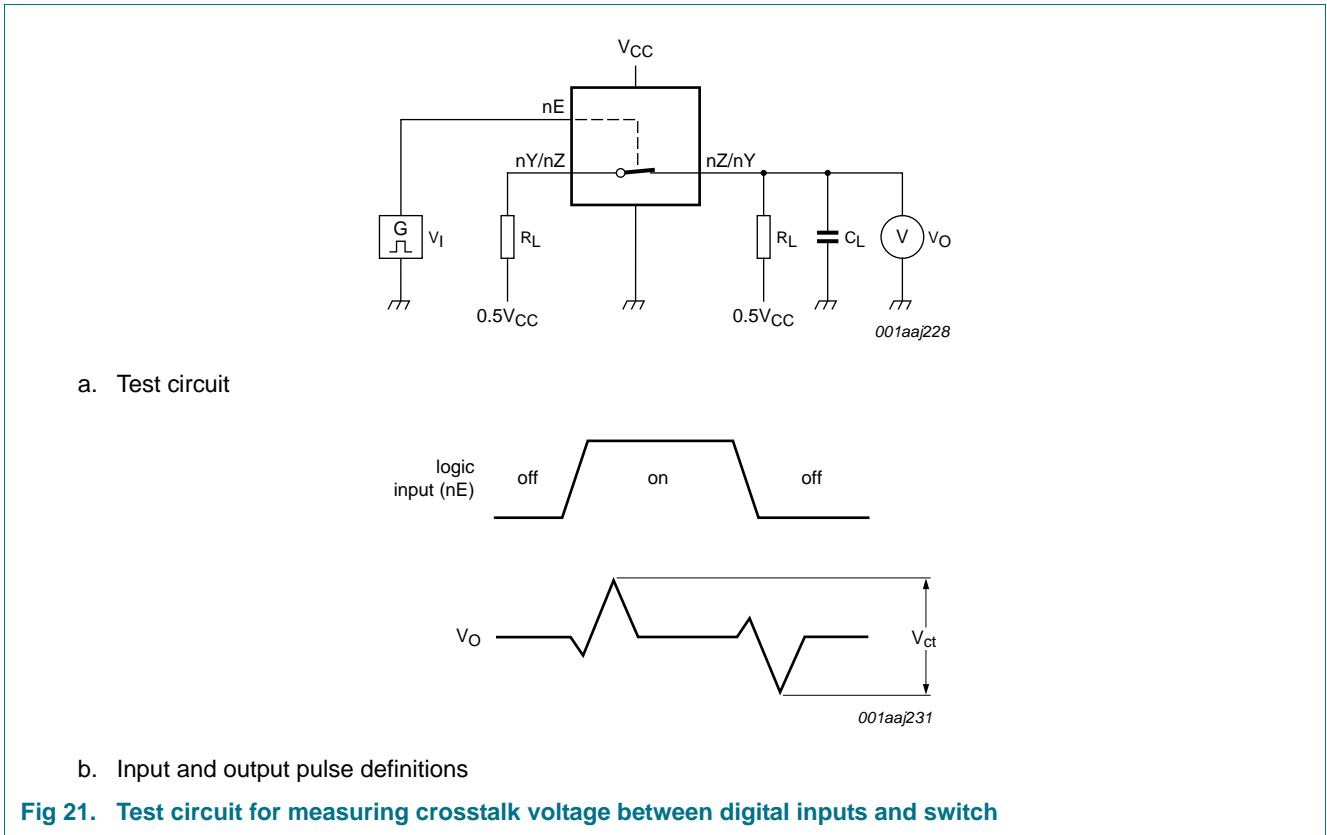 VCC
nE
nY/nZ
nZ/nY
G
VI
RL
RL
CL
V
VO
0.5VCC
0.5VCC
001aaj228
a. Test circuit
logic
input (nE)
off
on
off
VO
Vct
001aaj231
b. Input and output pulse definitions
Fig 21. Test circuit for measuring crosstalk voltage between digital inputs and switch